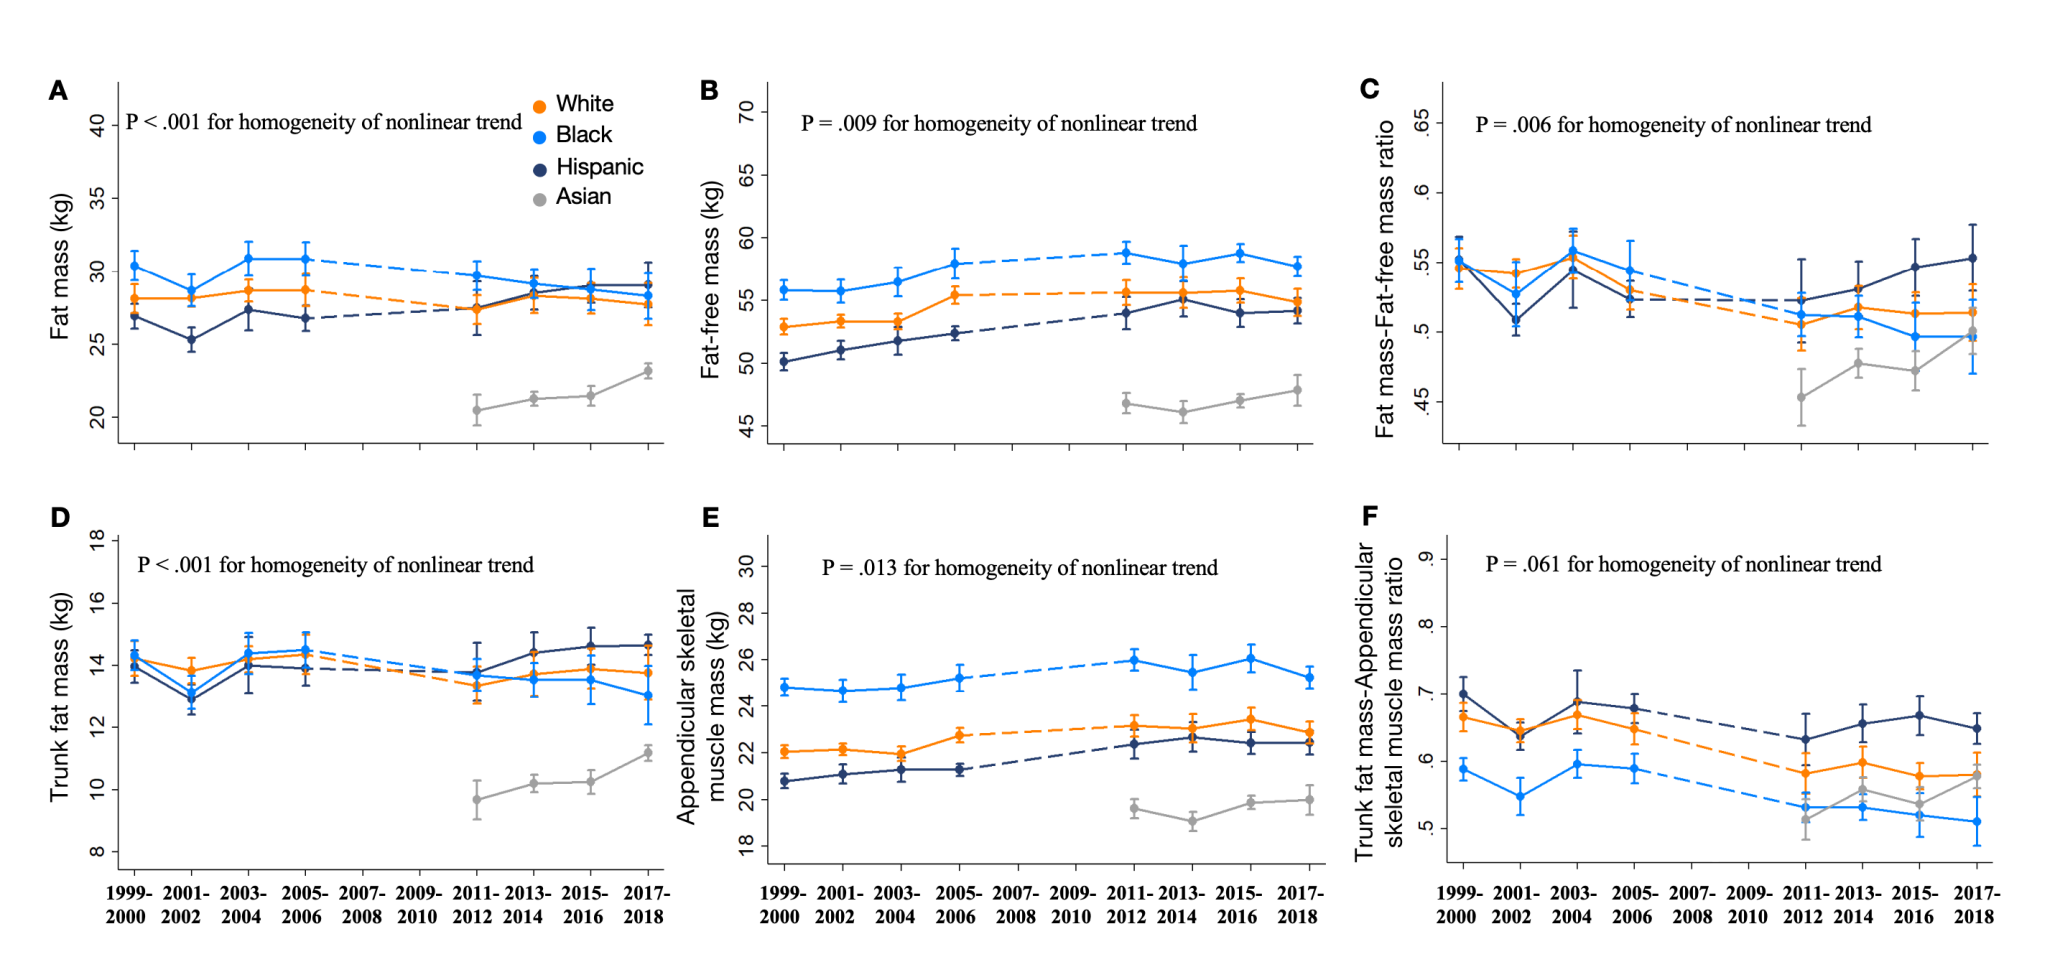 A
P < .001 for homogeneity of nonlinear trend
White
Black
Hispanic
Asian
Fat mass (kg)
40
35
30
25
20
B
P = .009 for homogeneity of nonlinear trend
Fat-free mass (kg)
70
65
60
55
50
45
C
P = .006 for homogeneity of nonlinear trend
Fat mass-Fat-free mass ratio
.65
.6
.55
.5
.45
D
P < .001 for homogeneity of nonlinear trend
Trunk fat mass (kg)
18
16
14
12
10
8
1999-2000
2001-2002
2003-2004
2005-2006
2007-2008
2009-2010
2011-2012
2013-2014
2015-2016
2017-2018
E
P = .013 for homogeneity of nonlinear trend
Appendicular skeletal
muscle mass (kg)
30
28
26
24
22
20
18
1999-2000
2001-2002
2003-2004
2005-2006
2007-2008
2009-2010
2011-2012
2013-2014
2015-2016
2017-2018
F
P = .061 for homogeneity of nonlinear trend
Trunk fat mass-Appendicular
skeletal muscle mass ratio
.9
.8
.7
.6
.5
1999-2000
2001-2002
2003-2004
2005-2006
2007-2008
2009-2010
2011-2012
2013-2014
2015-2016
2017-2018